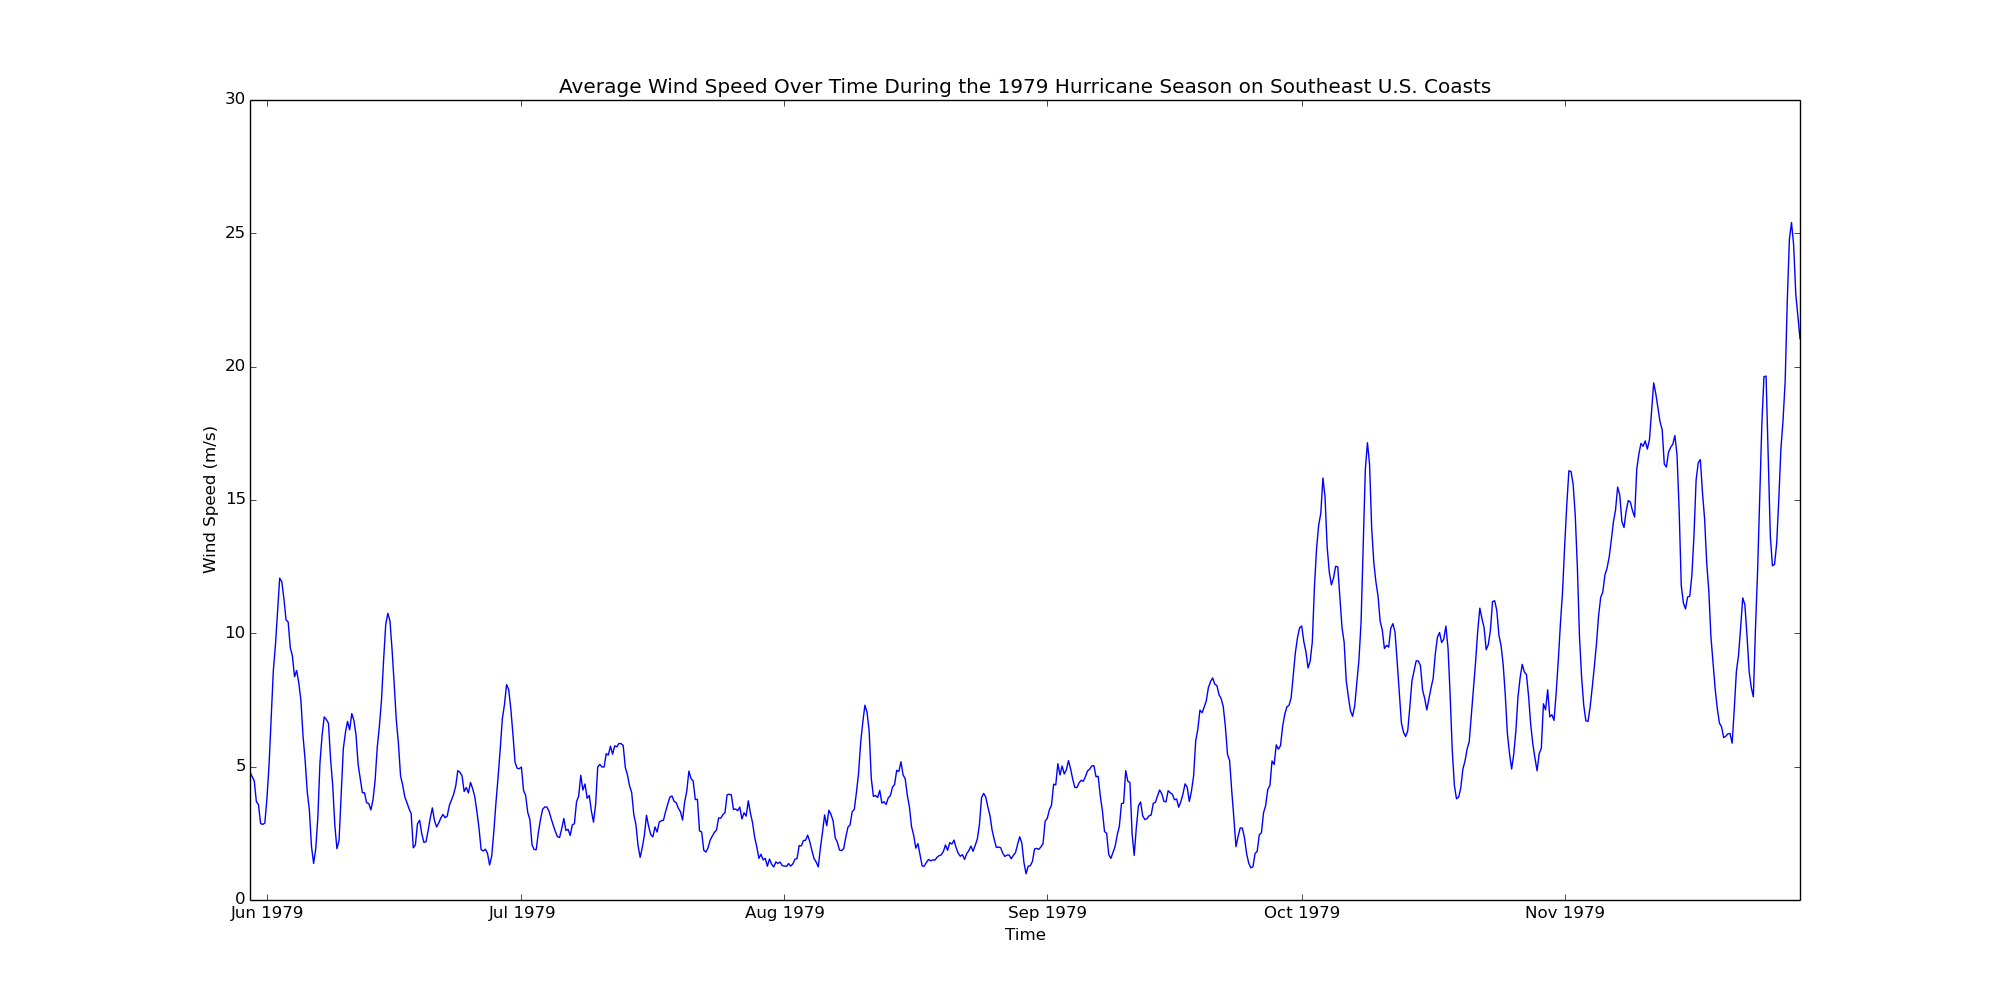 Average Wind Speed Over Time During the 1979 Hurricane Season on Southeast U.S. Coasts
30
25
20
15
10
5
0
Wind Speed (m/s)
Jun 1979
Jul 1979
Aug 1979
Sep 1979
Oct 1979
Nov 1979
Time